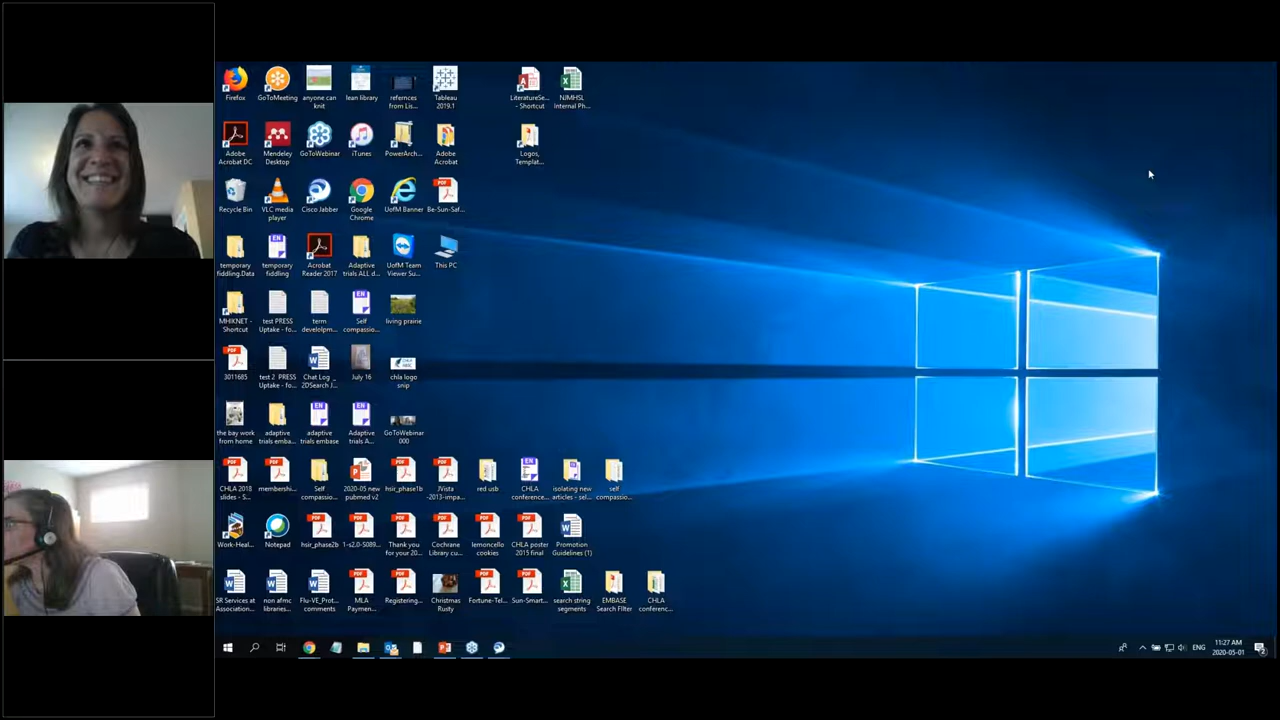 Firefox
GoToMeeting
anyone can
knit
lean library
refernces
from Lis...
Tableau
2019.1
LiteratureSe...
- Shortcut
NJMHSL
Internal Ph...
Adobe
Acrobat DC
Mendeley
Desktop
GoToWebinar
iTunes
PowerArch...
Adobe
Acrobat
Logos,
Templat...
Recycle Bin
VLC media
player
Cisco Jabber
Google
Chrome
UofM Banner
Be-Sun-Saf...
temporary
fiddling.Data
temporary
fiddling
Acrobat
Reader 2017
Adaptive
trials ALL d...
UofM Team
Viewer Su...
This PC
MHIKNET -
Shortcut
test PRESS
Uptake - fo...
term
develolpm...
Self
compassio...
living prairie
3011685
test 2 PRESS
Uptake - fo...
Chat Log _
2DSearch J...
July 16
chla logo
snip
the bay work
from home
adaptive
trials emba...
adaptive
trials embase
Adaptive
trials A...
GoToWebinar
000
CHLA 2018
slides - S...
membershi...
Self
compassio...
2020-05 new
pubmed v2
hsir_phase1b
JVista
-2013-impa...
red usb
CHLA
conference...
isolating new
articles - sel...
self
compassio...
Work-Heal...
Notepad
hsir_phase2b
1-s2.0-S089...
Thank you
for your 20...
Cochrane
Library cu...
lemoncello
cookies
CHLA poster
2015 final
Promotion
Guidelines (1)
SR Services at
Association...
non afmc
libraries...
Flu-VE_Prot...
comments
MLA
Paymen...
Registering...
Christmas
Rusty
Fortune-Tel...
Sun-Smart...
search string
segments
EMBASE
Search FIlter
CHLA
conferenc...
ENG
11:27 AM
2020-05-01